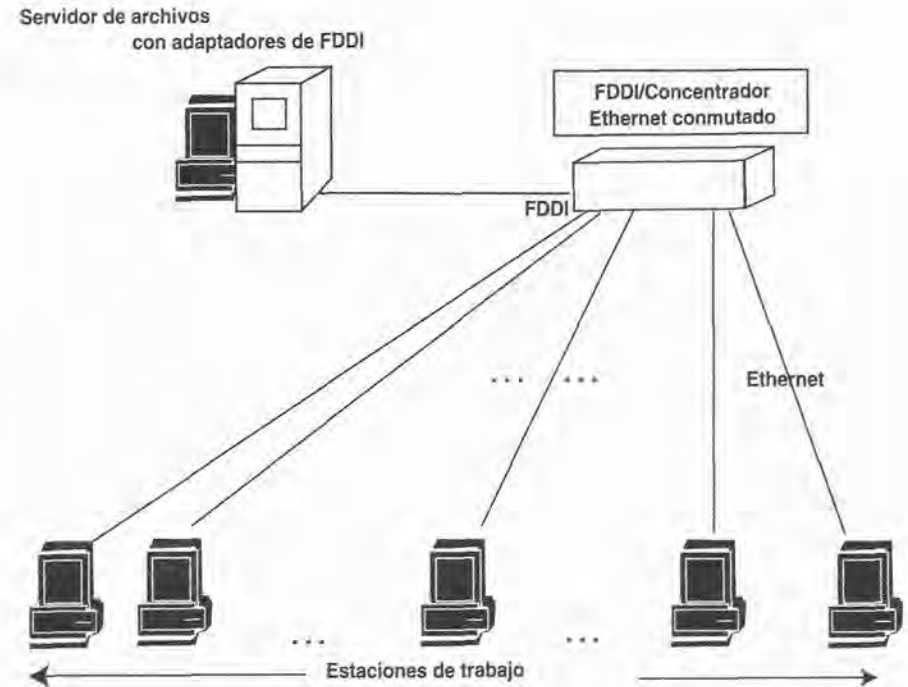 Servidor de archivos
con adaptadores de FDDI
FDDI/Concentrador
Ethernet conmutado
FDDI
... ...
Ethernet
... ...
Estaciones de trabajo